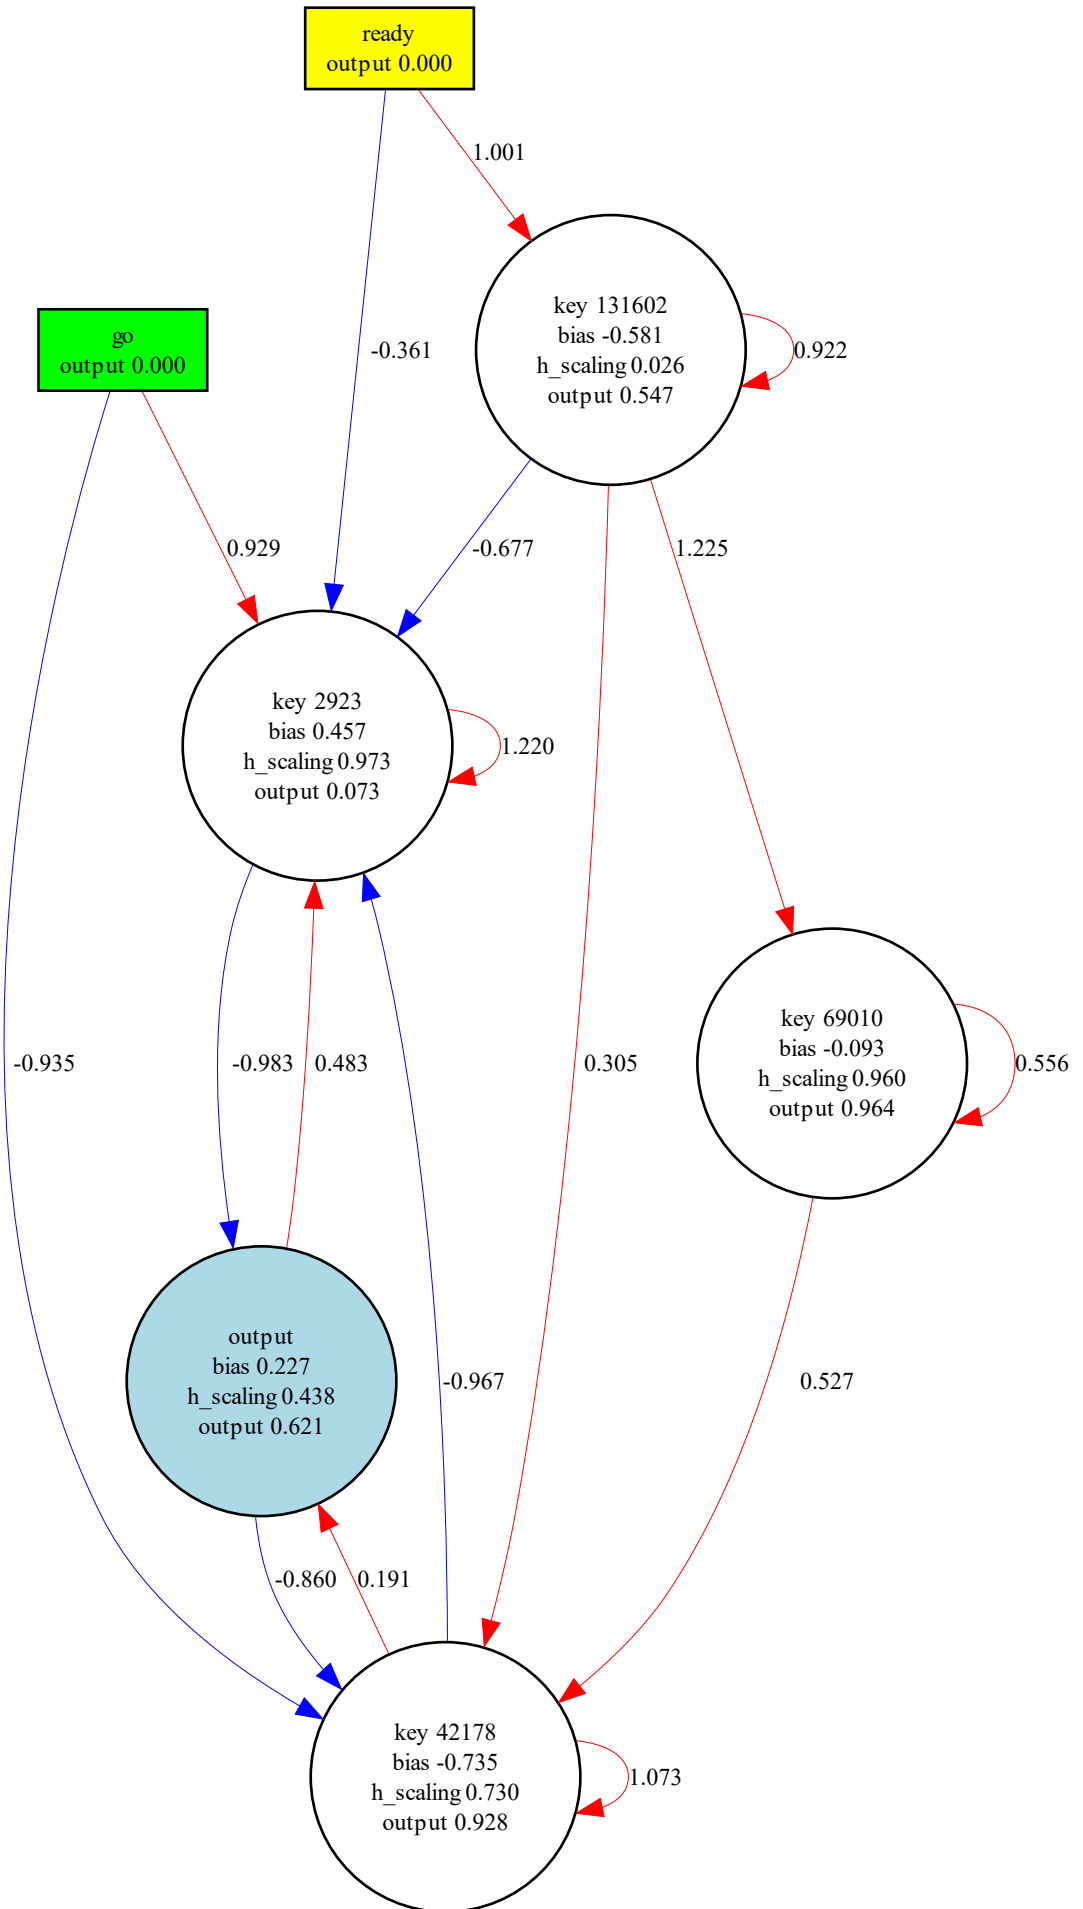 ready
output 0.000
1.001
key 131602
bias -0.581
h_scaling 0.026
output 0.547
0.922
-0.361
go
output 0.000
0.929
-0.677
1.225
key 2923
bias 0.457
h_scaling 0.973
output 0.073
1.220
key 69010
bias -0.093
h_scaling 0.960
output 0.964
0.556
-0.935
-0.983
0.483
0.305
output
bias 0.227
h_scaling 0.438
output 0.621
-0.967
0.527
-0.860
0.191
key 42178
bias -0.735
h_scaling 0.730
output 0.928
1.073